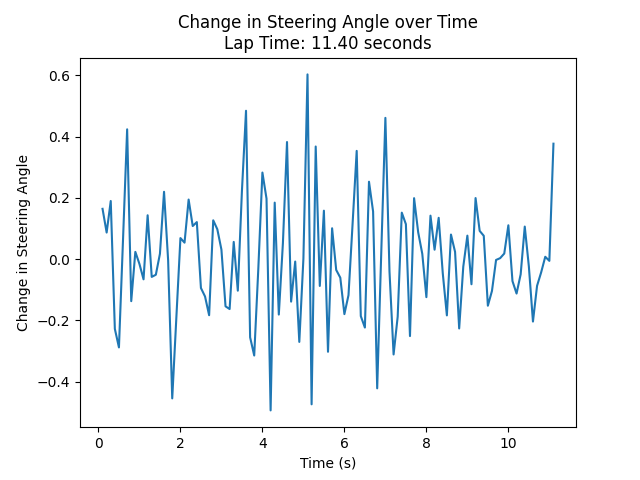 Change in Steering Angle over Time
Lap Time: 11.40 seconds
Change in Steering Angle
0.6
0.4
0.2
0.0
−0.2
−0.4
0 2 4 6 8 10
Time (s)